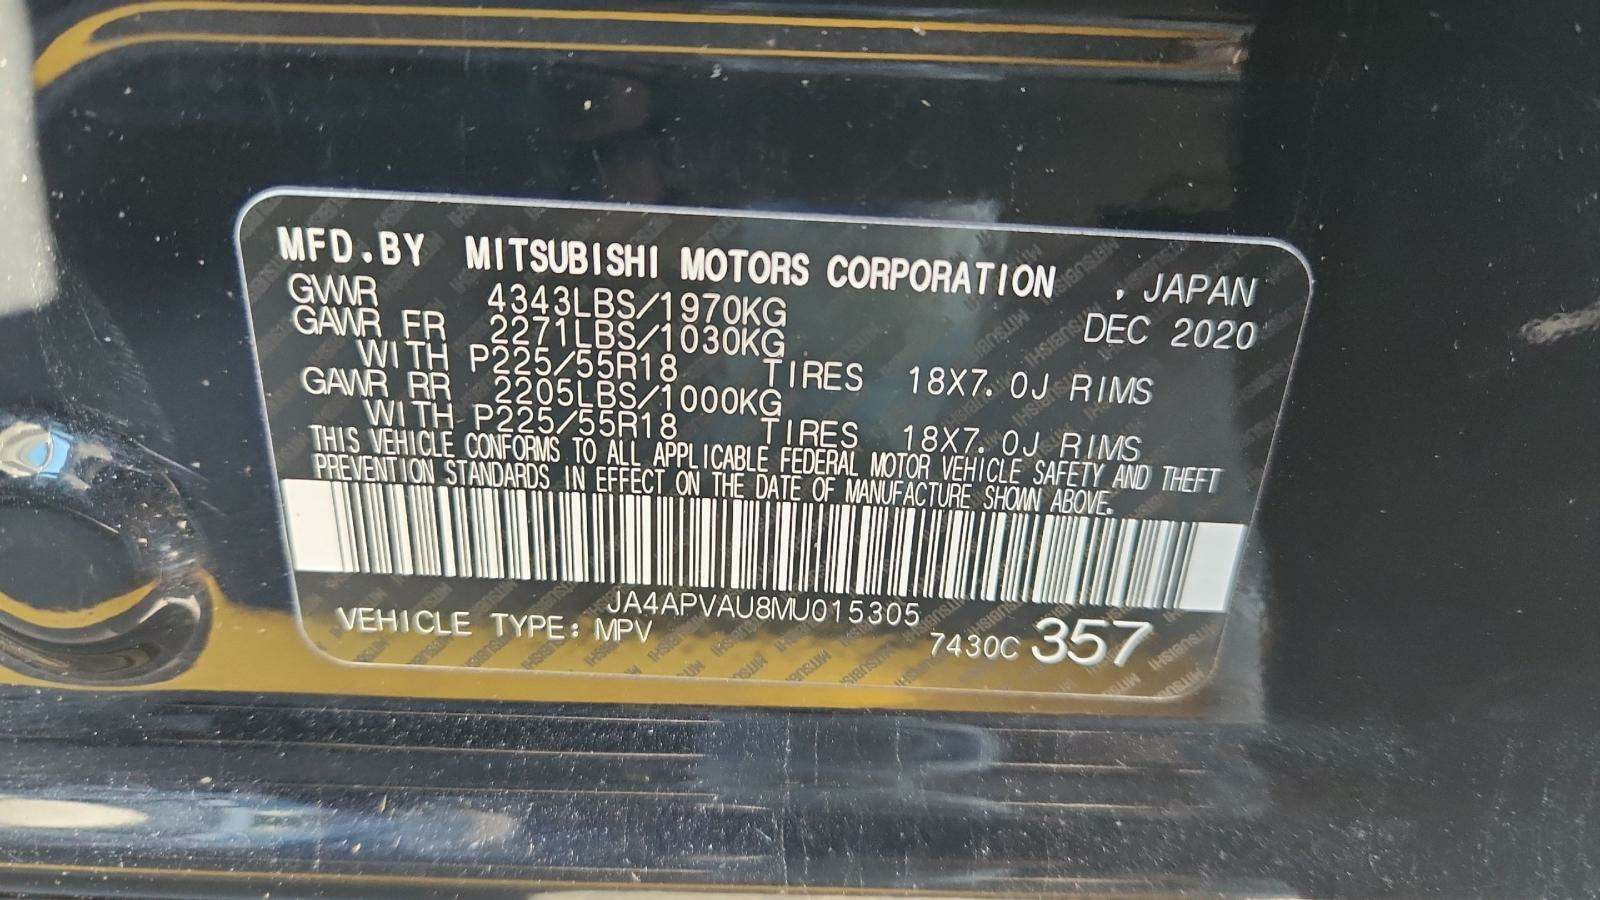 MFD.BY MITSUBISHI MOTORS CORPORATION , JAPAN
GVWR 4343LBS/1970KG DEC 2020
GAWR FR 2271LBS/1030KG
WITH P225/55R18 TIRES 18X7.0J RIMS
GAWR RR 2205LBS/1000KG
WITH P225/55R18 TIRES 18X7.0J RIMS
THIS VEHICLE CONFORMS TO ALL APPLICABLE FEDERAL MOTOR VEHICLE SAFETY AND THEFT
PREVENTION STANDARDS IN EFFECT ON THE DATE OF MANUFACTURE SHOWN ABOVE.
JA4APVAU8MU015305
VEHICLE TYPE: MPV 7430C 357